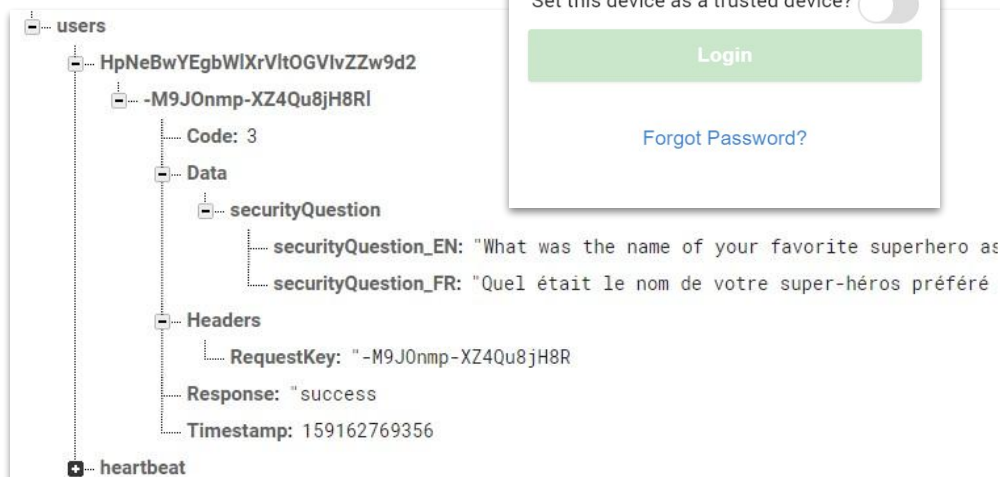 Set this device as a trusted device?
users
Login
HpNeBwYEgbWlXrVltOGVIvZZw9d2
-M9JOnmp-XZ4Qu8jH8Rl
Code: 3
Forgot Password?
Data
securityQuestion
securityQuestion_EN: "What was the name of your favorite superhero as
securityQuestion_FR: "Quel était le nom de votre super-héros préféré
Headers
RequestKey: "-M9JOnmp-XZ4Qu8jH8R
Response: "success
Timestamp: 159162769356
heartbeat